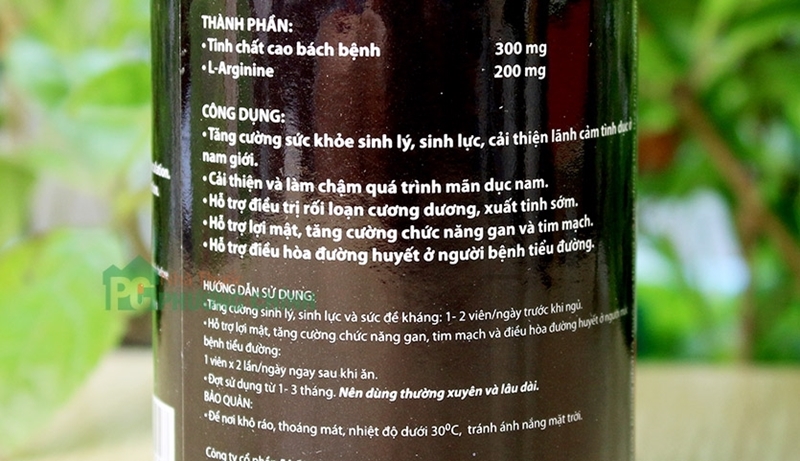 THÀNH PHẦN:
• Tinh chất cao bách bệnh 300 mg
• L-Arginine 200 mg
CÔNG DỤNG:
• Tăng cường sức khỏe sinh lý, sinh lực, cải thiện lãnh cảm tình dục ở
nam giới.
• Cải thiện và làm chậm quá trình mãn dục nam.
• Hỗ trợ điều trị rối loạn cương dương, xuất tinh sớm.
• Hỗ trợ lợi mật, tăng cường chức năng gan và tim mạch.
• Hỗ trợ điều hòa đường huyết ở người bệnh tiểu đường.
HƯỚNG DẪN SỬ DỤNG:
• Tăng cường sinh lý, sinh lực và sức đề kháng: 1- 2 viên/ngày trước khi ngủ.
• Hỗ trợ lợi mật, tăng cường chức năng gan, tim mạch và điều hòa đường huyết ở người mắc
bệnh tiểu đường:
1 viên x 2 lần/ngày ngay sau khi ăn.
• Đợt sử dụng từ 1- 3 tháng. Nên dùng thường xuyên và lâu dài.
BẢO QUẢN:
• Để nơi khô ráo, thoáng mát, nhiệt độ dưới 30ºC, tránh ánh nắng mặt trời.
Công ty cổ phần